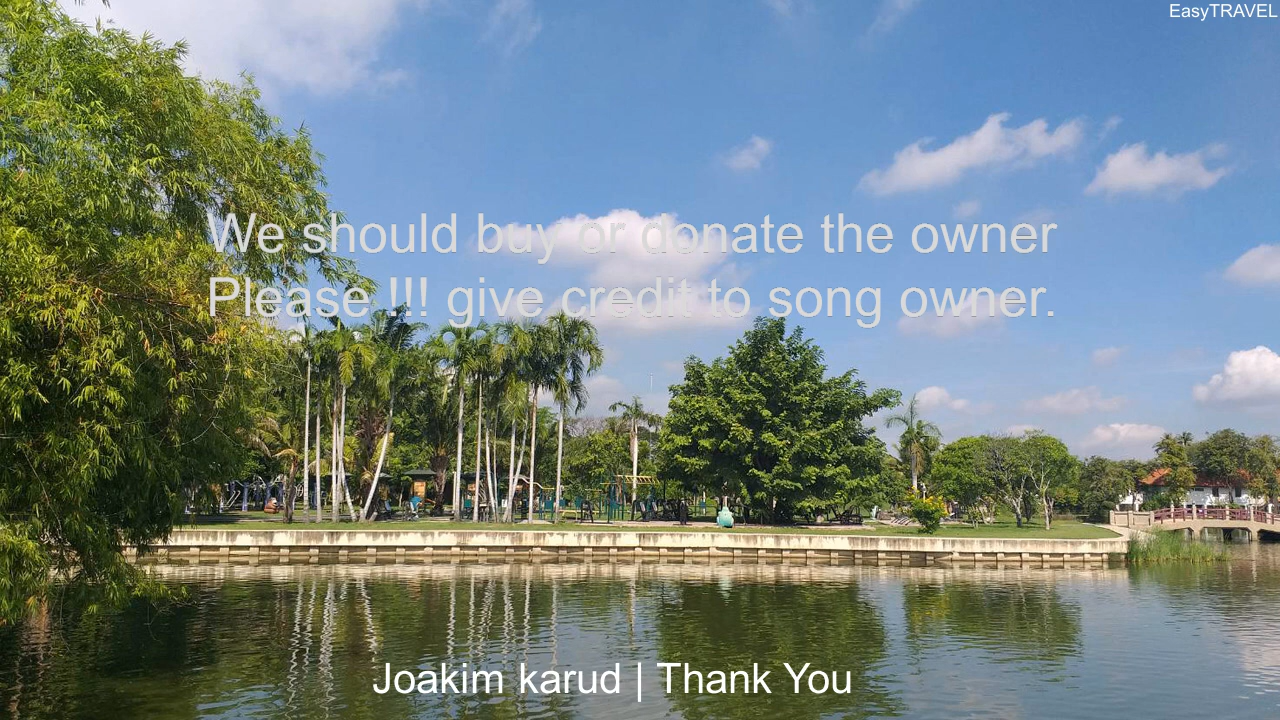 EasyTRAVEL
We should buy or donate the owner
Please !!! give credit to song owner.
Joakim karud | Thank You